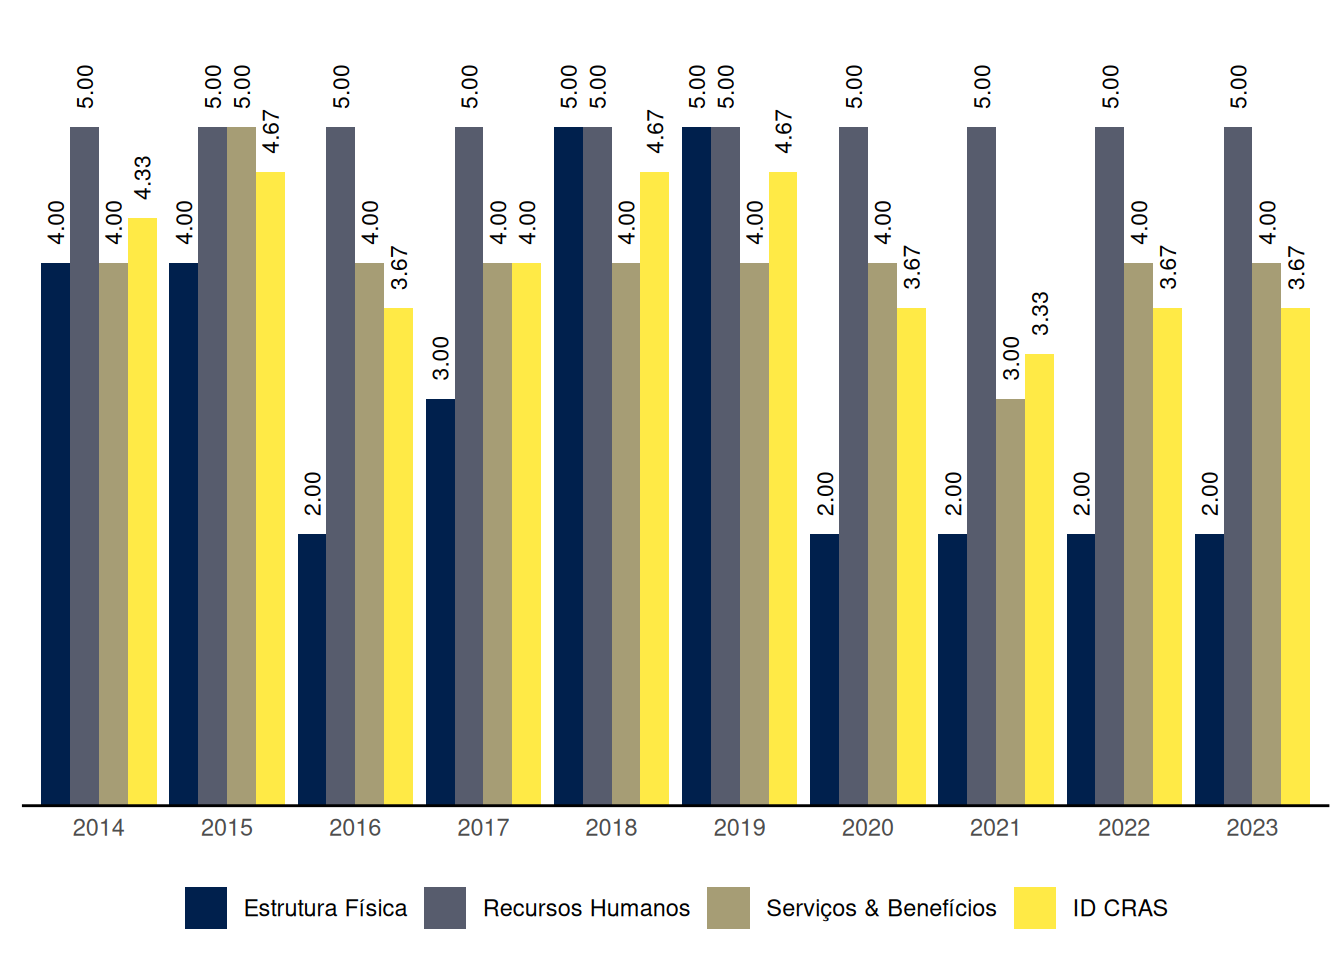 4.00 5.00 4.00 4.33 4.00 5.00 5.00 4.67 2.00 5.00 4.00 3.67 3.00 5.00 4.00 4.00 5.00 5.00 4.00 4.67 5.00 5.00 4.00 4.67 2.00 5.00 4.00 3.67 2.00 5.00 3.00 3.33 2.00 5.00 4.00 3.67 2.00 5.00 4.00 3.67
2014 2015 2016 2017 2018 2019 2020 2021 2022 2023
Estrutura Física Recursos Humanos Serviços & Benefícios ID CRAS